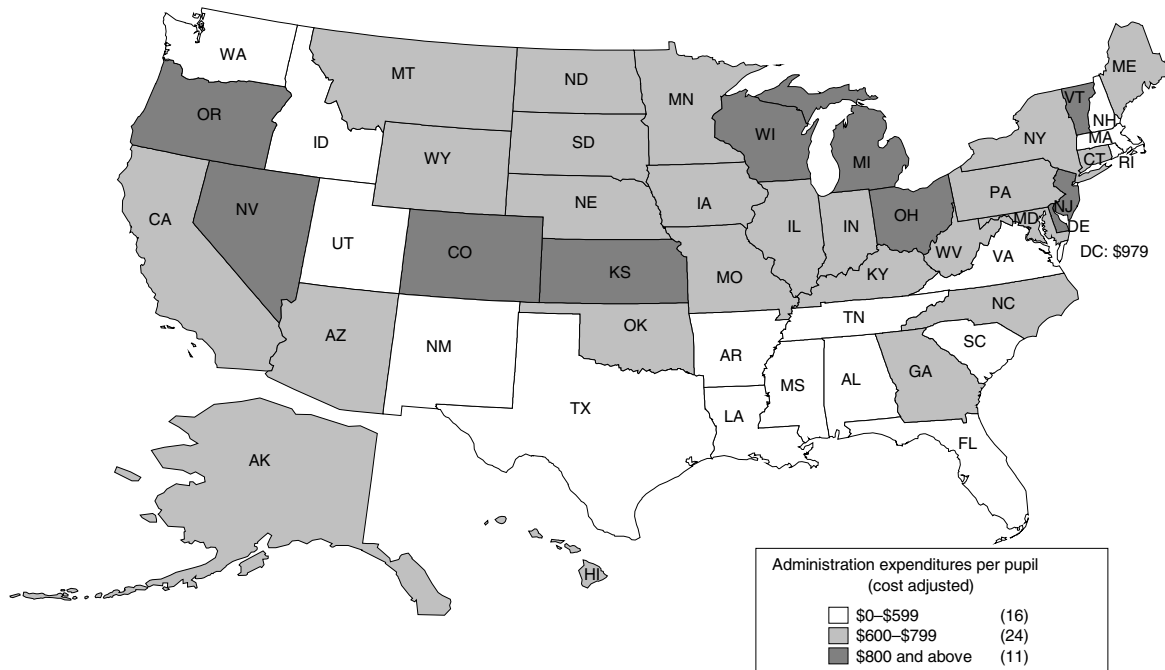 WA
MT
ND
MN
ME
VT
NH
OR
ID
WY
SD
WI
MI
NY
MA
CT
RI
CA
NV
UT
CO
NE
IA
IL
IN
OH
PA
NJ
MD
DE
DC: $979
KS
MO
KY
WV
VA
AZ
NM
OK
AR
TN
NC
SC
TX
LA
MS
AL
GA
FL
AK
HI
Administration expenditures per pupil
(cost adjusted)
$0–$599 (16)
$600–$799 (24)
$800 and above (11)